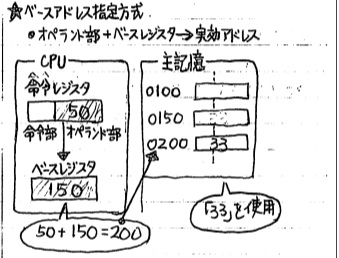 ★ベースアドレス指定方式
●オペランド部+ベースレジスタ→実効アドレス
CPU
命令レジスタ
50
命令部 オペランド部
ベースレジスタ
150
50+150=200
主記憶
0100
0150
0200 33
「33」を使用